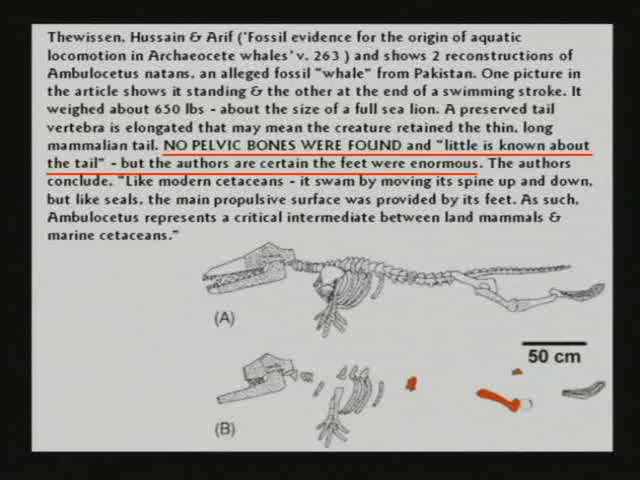 Thewissen, Hussain & Arif ('Fossil evidence for the origin of aquatic
locomotion in Archaeocete whales' v. 263 ) and shows 2 reconstructions of
Ambulocetus natans, an alleged fossil "whale" from Pakistan. One picture in
the article shows it standing & the other at the end of a swimming stroke. It
weighed about 650 lbs - about the size of a full sea lion. A preserved tail
vertebra is elongated that may mean the creature retained the thin, long
mammalian tail. NO PELVIC BONES WERE FOUND and "little is known about
the tail" - but the authors are certain the feet were enormous. The authors
conclude, "Like modern cetaceans - it swam by moving its spine up and down,
but like seals, the main propulsive surface was provided by its feet. As such,
Ambulocetus represents a critical intermediate between land mammals &
marine cetaceans."
(A)
50 cm
(B)